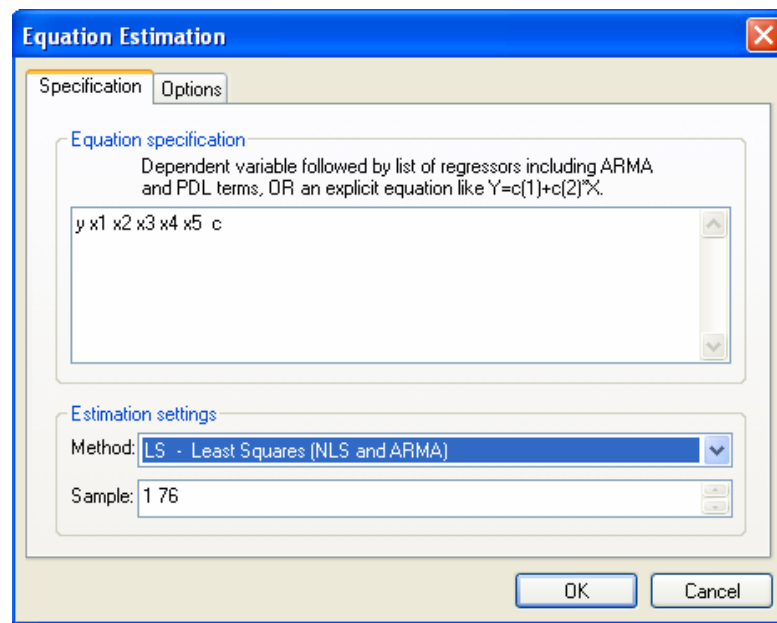 Equation Estimation
Specification
Options
Equation specification
Dependent variable followed by list of regressors including ARMA
and PDL terms, OR an explicit equation like Y=c(1)+c(2)*X.
y x1 x2 x3 x4 x5 c
Estimation settings
Method: LS - Least Squares (NLS and ARMA)
Sample: 1 76
OK
Cancel